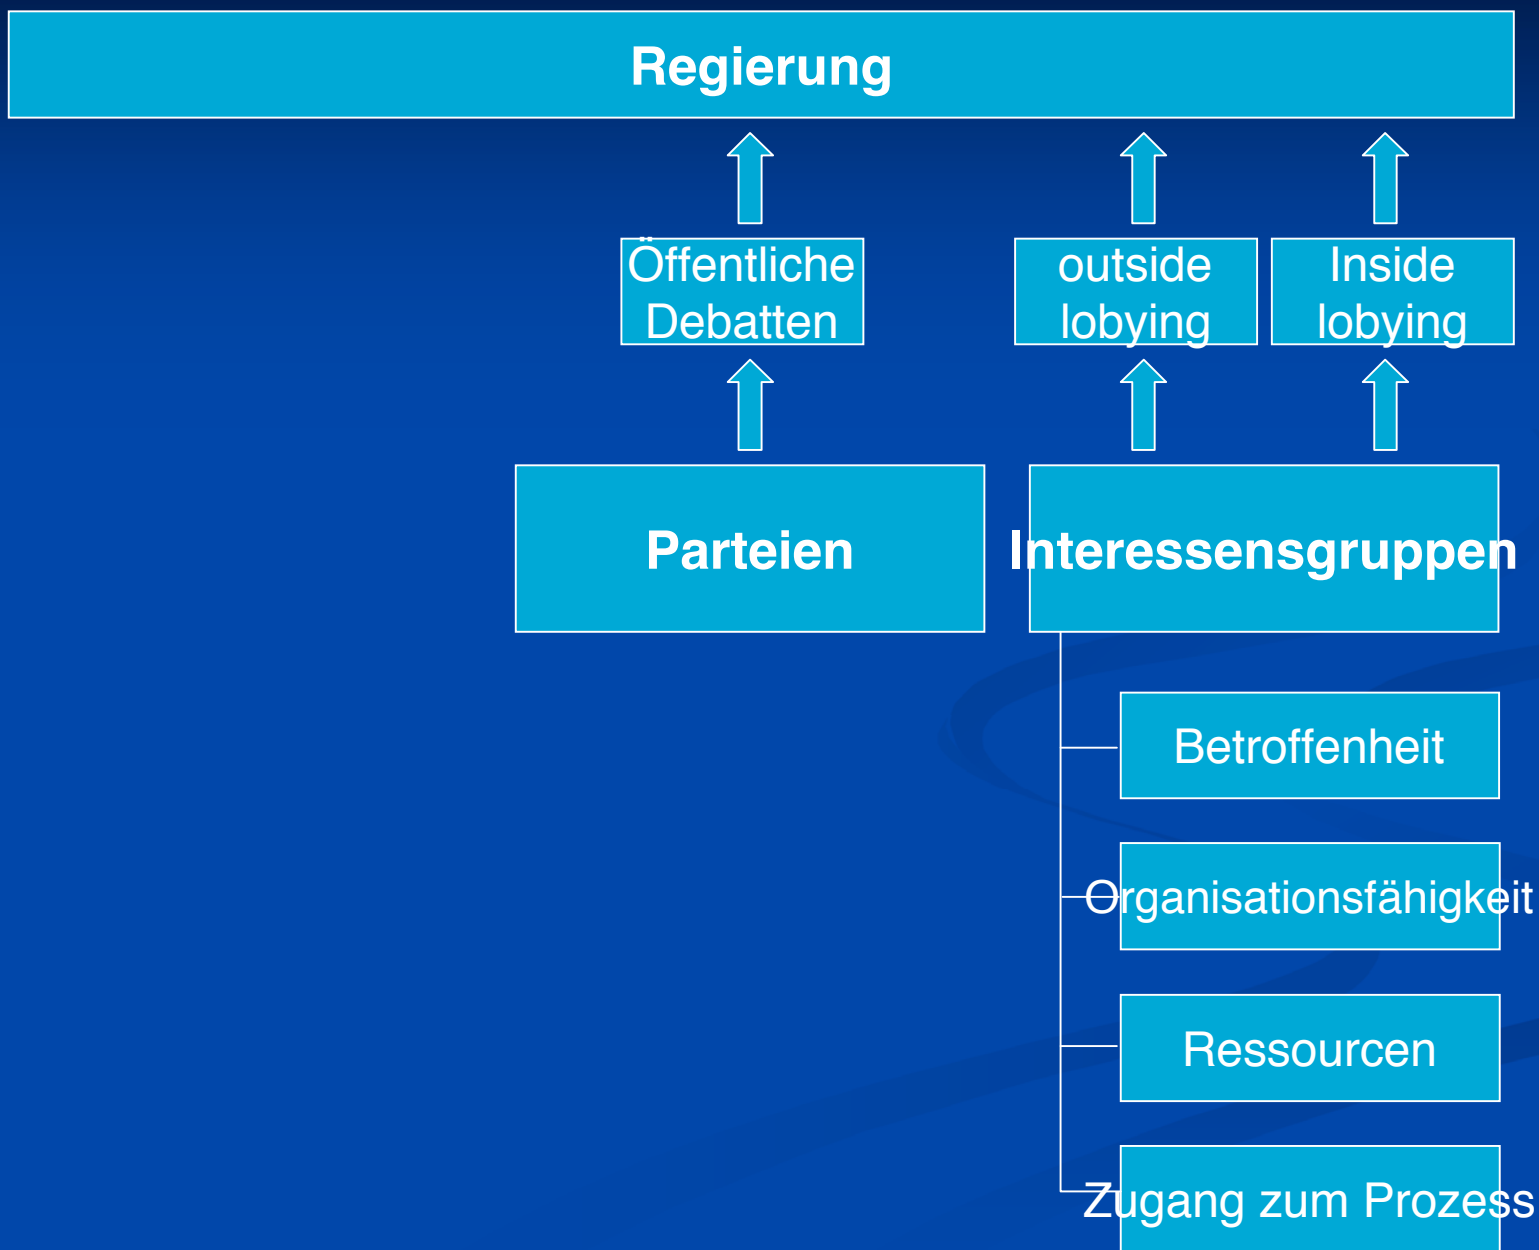 Regierung
Öffentliche
Debatten
outside
lobying
Inside
lobying
Parteien
Interessensgruppen
Betroffenheit
Organisationsfähigkeit
Ressourcen
Zugang zum Prozess